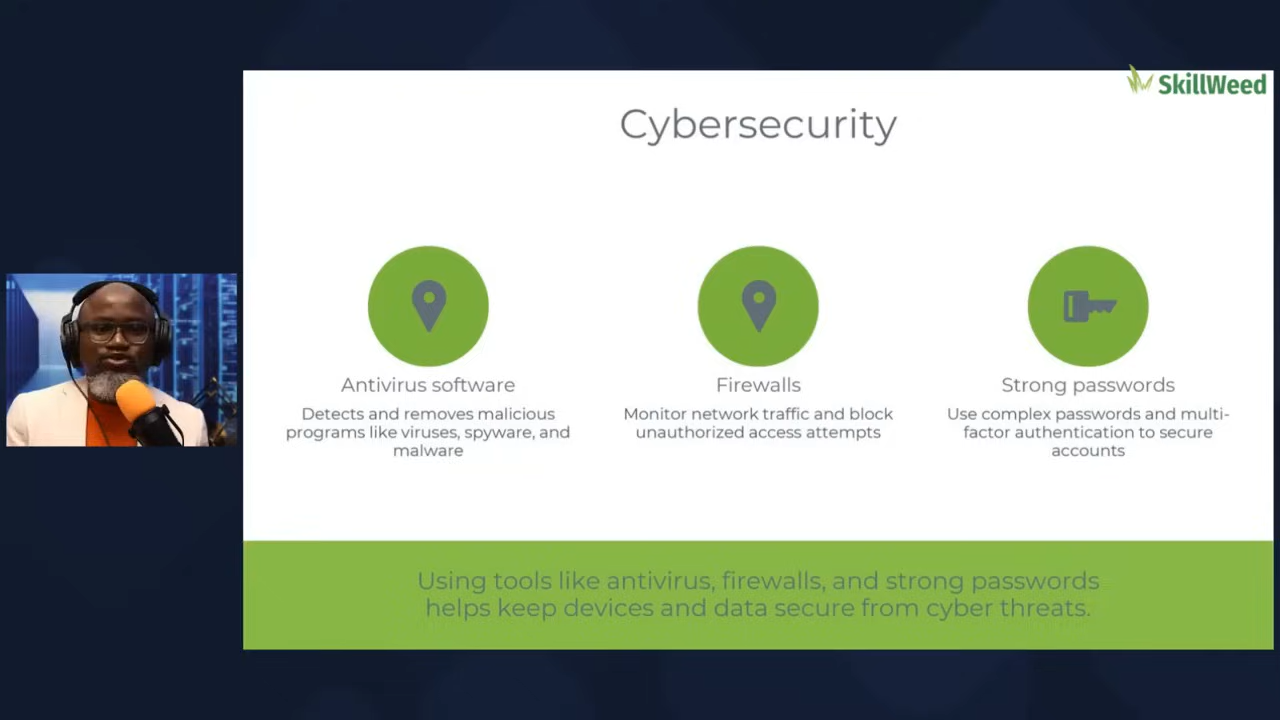 SkillWeed
Cybersecurity
Antivirus software
Detects and removes malicious
programs like viruses, spyware, and
malware
Firewalls
Monitor network traffic and block
unauthorized access attempts
Strong passwords
Use complex passwords and multi-
factor authentication to secure
accounts
Using tools like antivirus, firewalls, and strong passwords
helps keep devices and data secure from cyber threats.